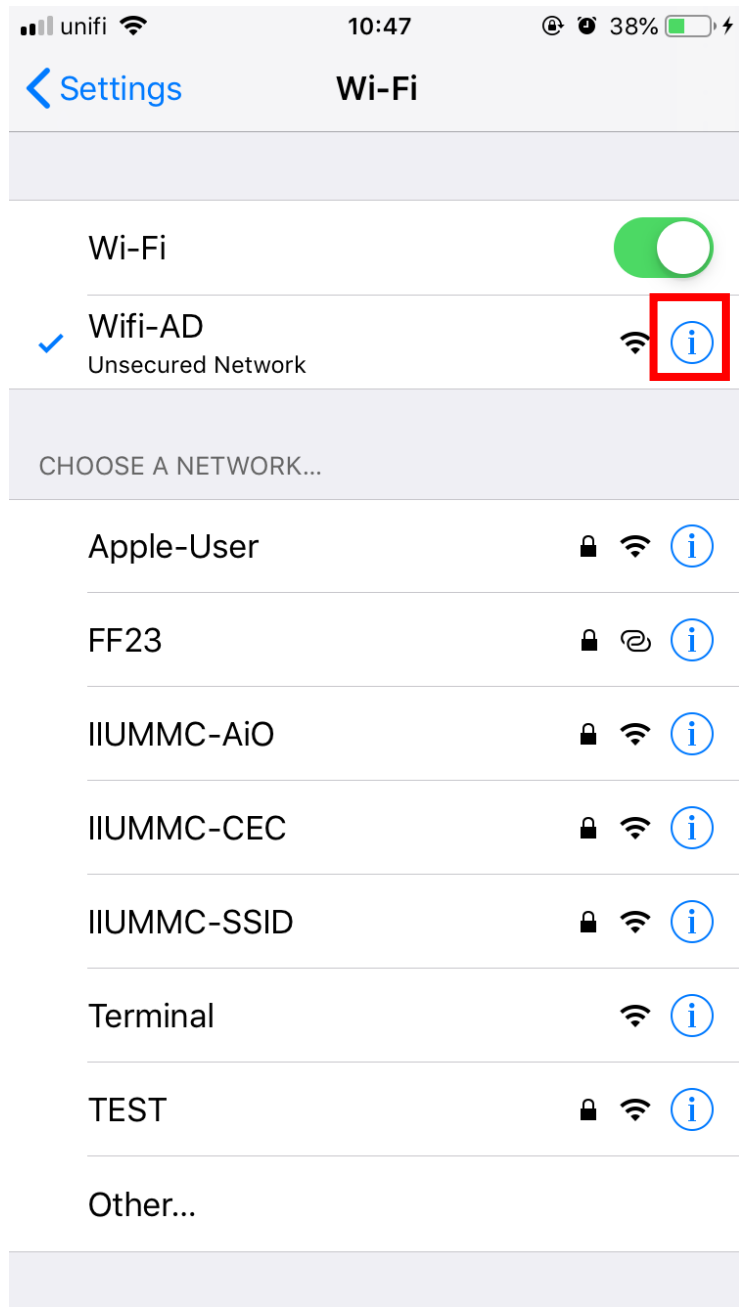 unifi 10:47 38%
Settings Wi-Fi
Wi-Fi
Wifi-AD
Unsecured Network
CHOOSE A NETWORK...
Apple-User
FF23
IIUMMC-AiO
IIUMMC-CEC
IIUMMC-SSID
Terminal
TEST
Other...